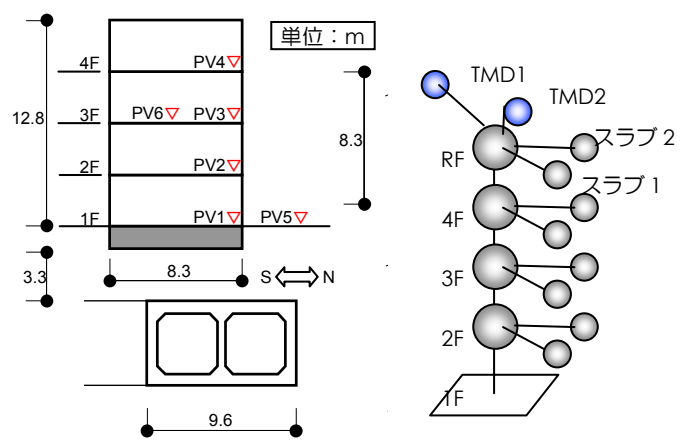 単位：m
4F
PV4
12.8
3F
PV6
PV3
2F
PV2
1F
PV1
PV5
3.3
8.3
S
N
9.6
8.3
TMD1
TMD2
スラブ 2
RF
スラブ 1
4F
3F
2F
1F